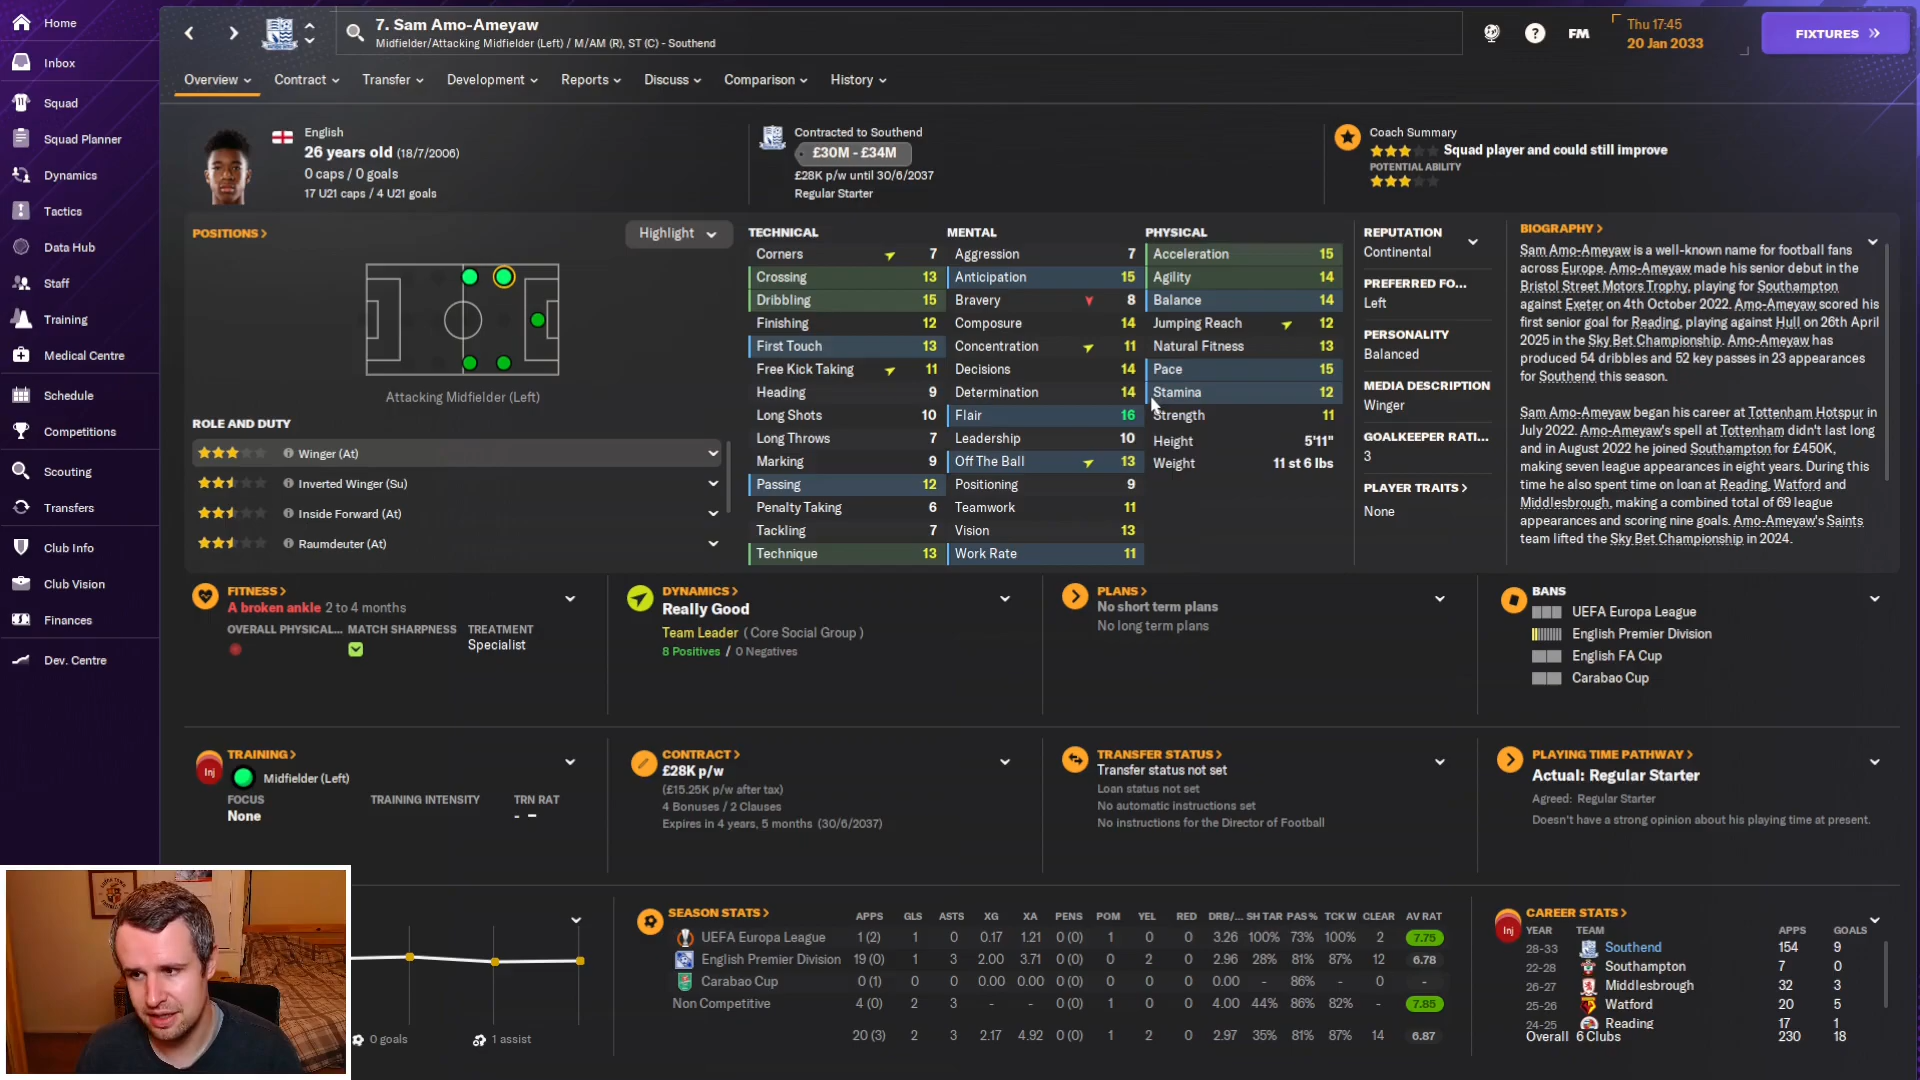 Home
Inbox
Squad
Squad Planner
Dynamics
Tactics
Data Hub
Staff
Training
Medical Centre
Schedule
Competitions
Scouting
Transfers
Club Info
Club Vision
Finances
Dev. Centre
7. Sam Amo-Ameyaw
Midfielder/Attacking Midfielder (Left) / M/AM (R), ST (C) - Southend
?
FM
Thu 17:45
20 Jan 2033
FIXTURES
Overview
Contract
Transfer
Development
Reports
Discuss
Comparison
History
English
26 years old (18/7/2006)
0 caps / 0 goals
17 U21 caps / 4 U21 goals
Contracted to Southend
£30M - £34M
£28K p/w until 30/6/2037
Regular Starter
Coach Summary
Squad player and could still improve
POTENTIAL ABILITY
POSITIONS
Highlight
Attacking Midfielder (Left)
ROLE AND DUTY
Winger (At)
Inverted Winger (Su)
Inside Forward (At)
Raumdeuter (At)
TECHNICAL
Corners 7
Crossing 13
Dribbling 15
Finishing 12
First Touch 13
Free Kick Taking 11
Heading 9
Long Shots 10
Long Throws 7
Marking 9
Passing 12
Penalty Taking 6
Tackling 7
Technique 13
MENTAL
Aggression 7
Anticipation 15
Bravery 8
Composure 14
Concentration 11
Decisions 14
Determination 14
Flair 16
Leadership 10
Off The Ball 13
Positioning 9
Teamwork 11
Vision 13
Work Rate 11
PHYSICAL
Acceleration 15
Agility 14
Balance 14
Jumping Reach 12
Natural Fitness 13
Pace 15
Stamina 12
Strength 11
Height 5'11"
Weight 11 st 6 lbs
REPUTATION
Continental
PREFERRED FO...
Left
PERSONALITY
Balanced
MEDIA DESCRIPTION
Winger
GOALKEEPER RATI...
3
PLAYER TRAITS
None
BIOGRAPHY
Sam Amo-Ameyaw is a well-known name for football fans
across Europe. Amo-Ameyaw made his senior debut in the
Bristol Street Motors Trophy, playing for Southampton
against Exeter on 4th October 2022. Amo-Ameyaw scored his
first senior goal for Reading, playing against Hull on 26th April
2025 in the Sky Bet Championship. Amo-Ameyaw has
produced 54 dribbles and 52 key passes in 23 appearances
for Southend this season.
Sam Amo-Ameyaw began his career at Tottenham Hotspur in
July 2022. Amo-Ameyaw's spell at Tottenham didn't last long
and in August 2022 he joined Southampton for £450K,
making seven league appearances in eight years. During this
time he also spent time on loan at Reading, Watford and
Middlesbrough, making a combined total of 69 league
appearances and scoring nine goals. Amo-Ameyaw's Saints
team lifted the Sky Bet Championship in 2024.
FITNESS
A broken ankle 2 to 4 months
OVERALL PHYSICAL... MATCH SHARPNESS TREATMENT
Specialist
DYNAMICS
Really Good
Team Leader (Core Social Group)
8 Positives / 0 Negatives
PLANS
No short term plans
No long term plans
BANS
UEFA Europa League
English Premier Division
English FA Cup
Carabao Cup
TRAINING
Inj
Midfielder (Left)
FOCUS TRAINING INTENSITY TRN RAT
None - -
CONTRACT
£28K p/w
(£15.25K p/w after tax)
4 Bonuses / 2 Clauses
Expires in 4 years, 5 months (30/6/2037)
TRANSFER STATUS
Transfer status not set
Loan status not set
No automatic instructions set
No instructions for the Director of Football
PLAYING TIME PATHWAY
Actual: Regular Starter
Agreed: Regular Starter
Doesn't have a strong opinion about his playing time at present.
0 goals
1 assist
SEASON STATS APPS GLS ASTS XG XA PENS POM YEL RED DRB/... SH TAR PAS % TCK W CLEAR AV RAT
UEFA Europa League 1 (2) 1 0 0.17 1.21 0 (0) 1 0 0 3.26 100% 73% 100% 2 7.75
English Premier Division 19 (0) 1 3 2.00 3.71 0 (0) 0 2 0 2.96 28% 81% 87% 12 6.78
Carabao Cup 0 (1) 0 0 0.00 0.00 0 (0) 0 0 0 0.00 - 86% - 0 -
Non Competitive 4 (0) 2 3 - - 0 (0) 1 0 0 4.00 44% 86% 82% - 7.85
20 (3) 2 3 2.17 4.92 0 (0) 1 2 0 2.97 35% 81% 87% 14 6.87
CAREER STATS
Inj
YEAR TEAM APPS GOALS
28-33 Southend 154 9
22-28 Southampton 7 0
26-27 Middlesbrough 32 3
25-26 Watford 20 5
24-25 Reading 17 1
Overall 6 Clubs 230 18